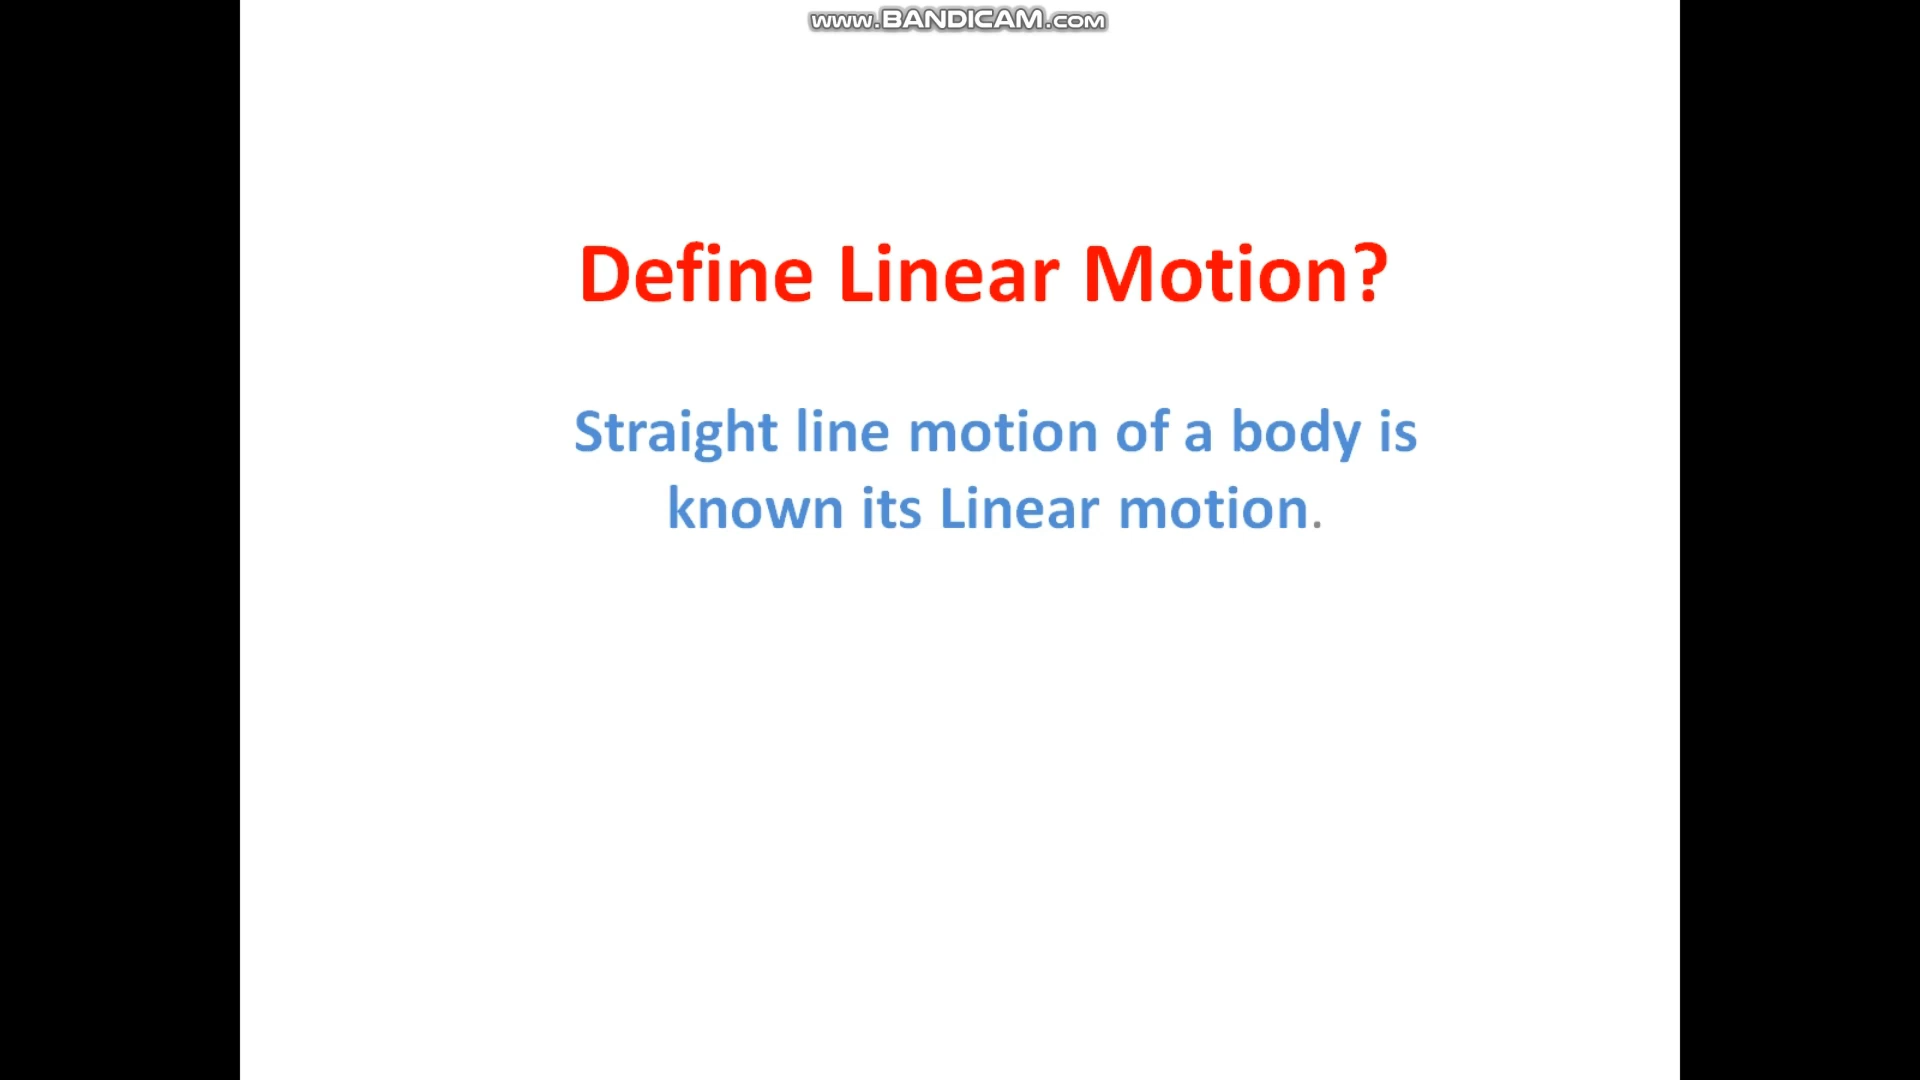 www.BANDICAM.com
Define Linear Motion?
Straight line motion of a body is
known its Linear motion.